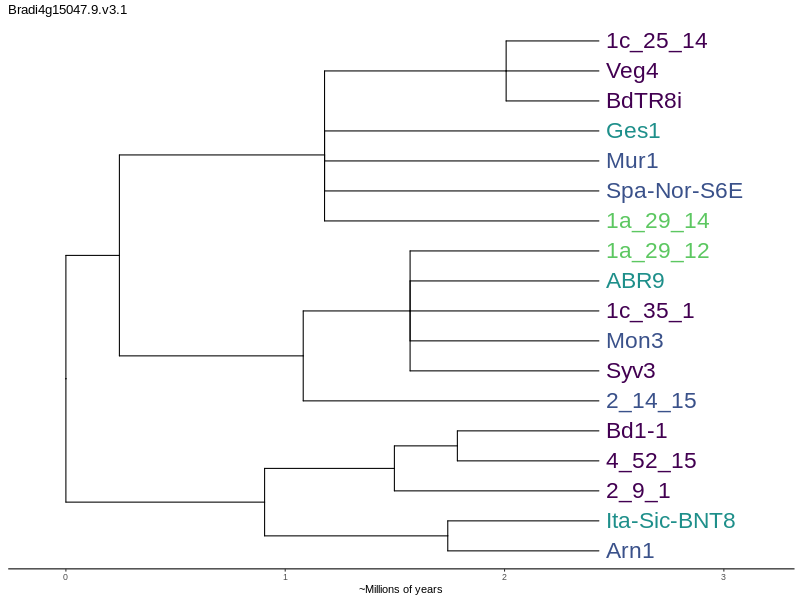 Bradi4g15047.9.v3.1
1c_25_14
Veg4
BdTR8i
Ges1
Mur1
Spa-Nor-S6E
1a_29_14
1a_29_12
ABR9
1c_35_1
Mon3
Syv3
2_14_15
Bd1-1
4_52_15
2_9_1
Ita-Sic-BNT8
Arn1
0 1 2 3
~Millions of years